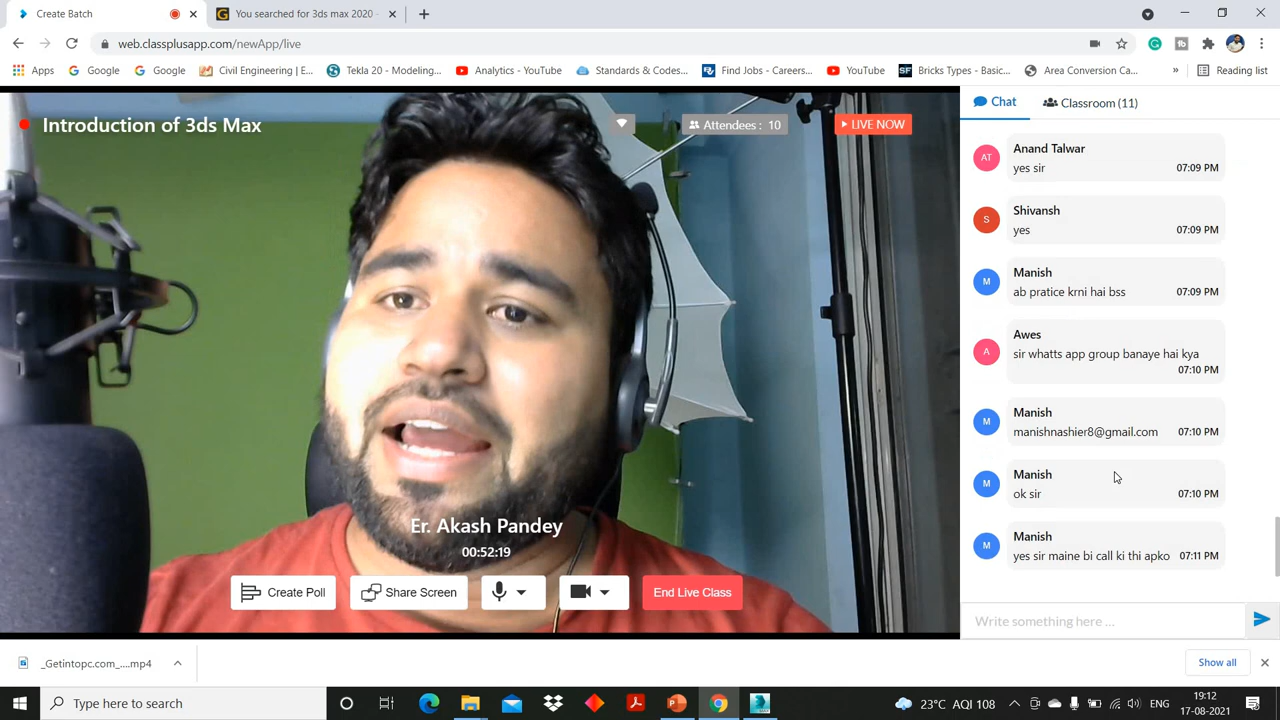 Create Batch
You searched for 3ds max 2020 -
web.classplusapp.com/newApp/live
Apps
Google
Google
Civil Engineering | E...
Tekla 20 - Modeling...
Analytics - YouTube
Standards & Codes...
Find Jobs - Careers...
YouTube
Bricks Types - Basic...
Area Conversion Ca...
»
Reading list
Introduction of 3ds Max
Attendees : 10
LIVE NOW
Er. Akash Pandey
00:52:19
Create Poll
Share Screen
End Live Class
Chat
Classroom (11)
AT
Anand Talwar
yes sir
07:09 PM
S
Shivansh
yes
07:09 PM
M
Manish
ab pratice krni hai bss
07:09 PM
A
Awes
sir whatts app group banaye hai kya
07:10 PM
M
Manish
manishnashier8@gmail.com
07:10 PM
M
Manish
ok sir
07:10 PM
M
Manish
yes sir maine bi call ki thi apko
07:11 PM
Write something here ...
_Getintopc.com_....mp4
Show all
Type here to search
23°C AQI 108
ENG
19:12
17-08-2021